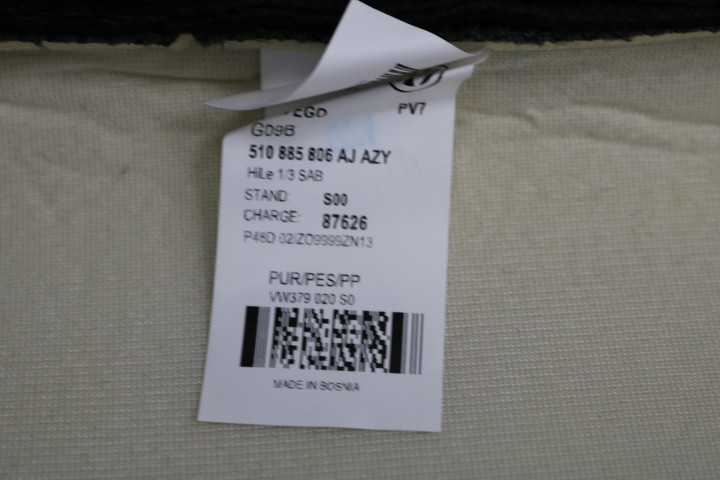 PV7
G09B
510 885 806 AJ AZY
HiLe 1/3 SAB
STAND: S00
CHARGE: 87626
P48D 02/ZD9999ZN13
PUR/PES/PP
VW379 020 S0
MADE IN BOSNIA